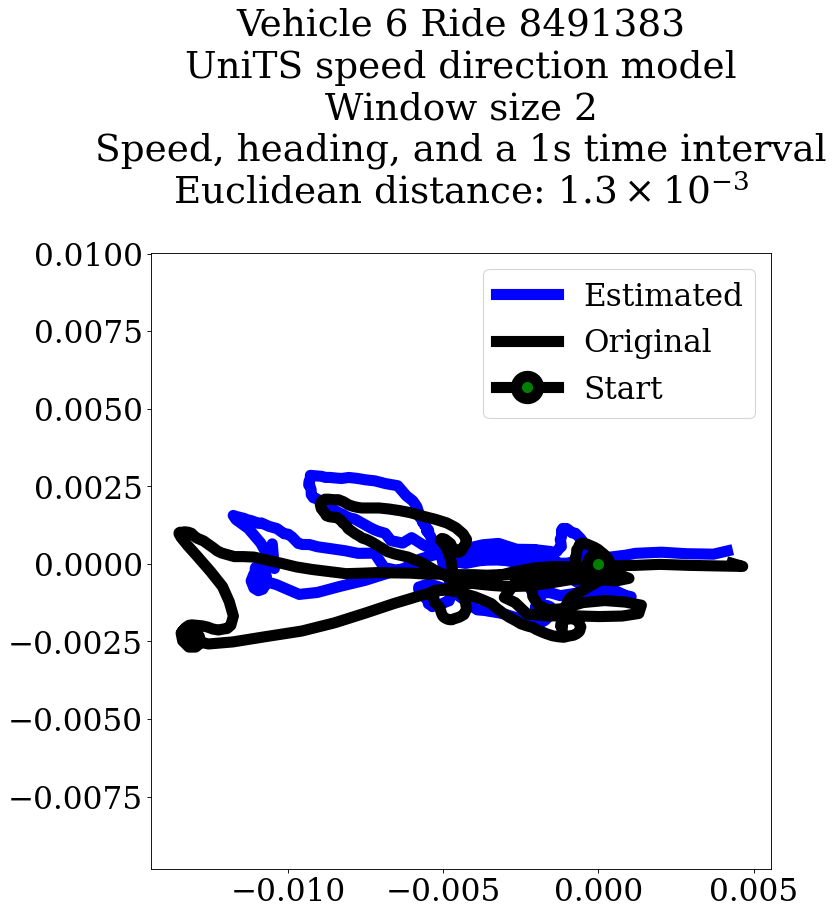 Vehicle 6 Ride 8491383
UniTS speed direction model
Window size 2
Speed, heading, and a 1s time interval
Euclidean distance: 1.3 × 10⁻³
0.0100
0.0075
0.0050
0.0025
0.0000
−0.0025
−0.0050
−0.0075
Estimated
Original
Start
−0.010
−0.005
0.000
0.005